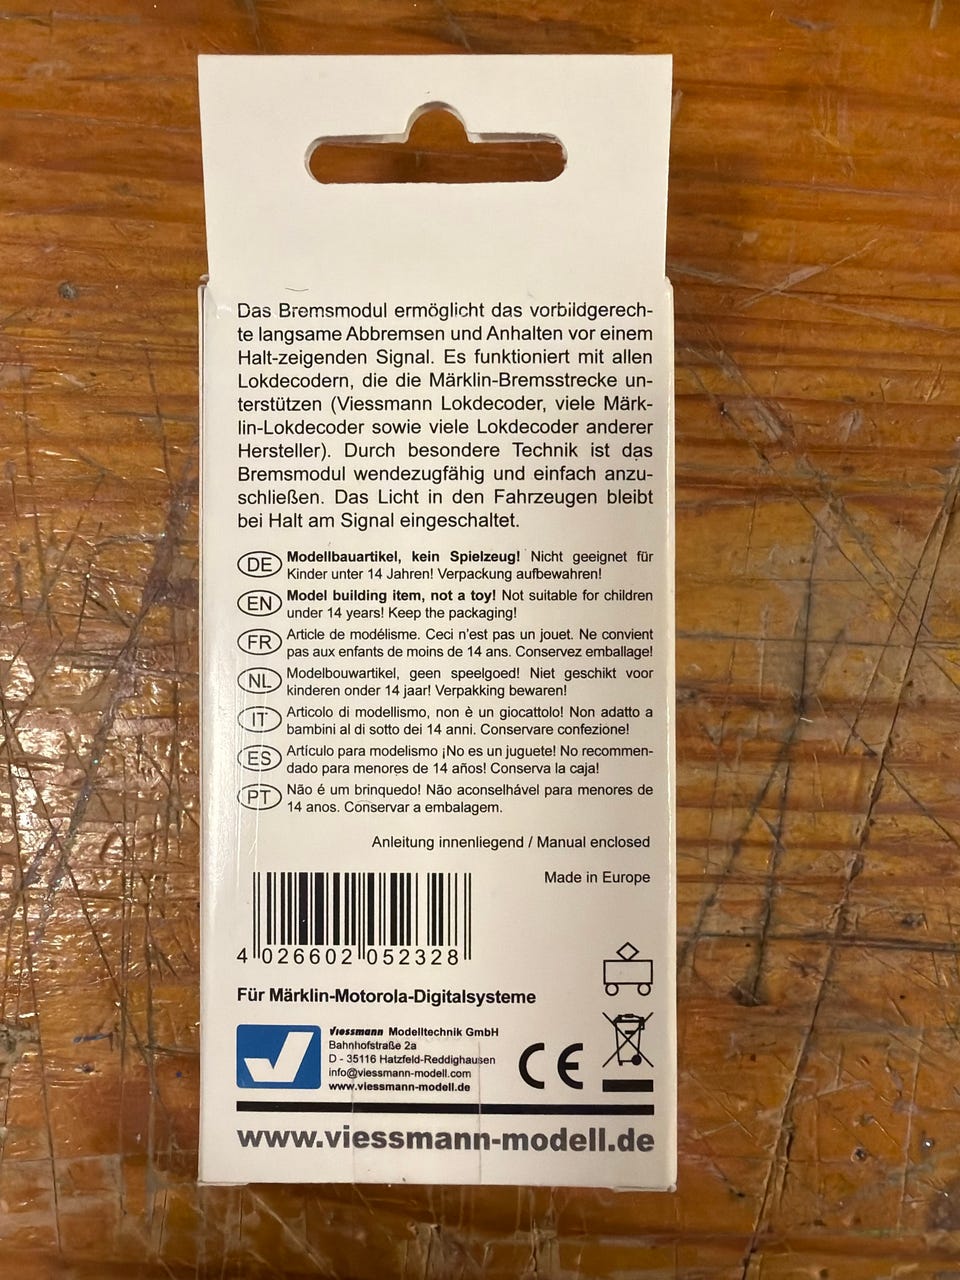 Das Bremsmodul ermöglicht das vorbildgerech-
te langsame Abbremsen und Anhalten vor einem
Halt-zeigenden Signal. Es funktioniert mit allen
Lokdecodern, die die Märklin-Bremsstrecke un-
terstützen (Viessmann Lokdecoder, viele Märk-
lin-Lokdecoder sowie viele Lokdecoder anderer
Hersteller). Durch besondere Technik ist das
Bremsmodul wendezugfähig und einfach anzu-
schließen. Das Licht in den Fahrzeugen bleibt
bei Halt am Signal eingeschaltet.
DE Modellbauartikel, kein Spielzeug! Nicht geeignet für
Kinder unter 14 Jahren! Verpackung aufbewahren!
EN Model building item, not a toy! Not suitable for children
under 14 years! Keep the packaging!
FR Article de modélisme. Ceci n'est pas un jouet. Ne convient
pas aux enfants de moins de 14 ans. Conservez emballage!
NL Modelbouwartikel, geen speelgoed! Niet geschikt voor
kinderen onder 14 jaar! Verpakking bewaren!
IT Articolo di modellismo, non è un giocattolo! Non adatto a
bambini al di sotto dei 14 anni. Conservare confezione!
ES Artículo para modelismo ¡No es un juguete! No recommen-
dado para menores de 14 años! Conserva la caja!
PT Não é um brinquedo! Não aconselhável para menores de
14 anos. Conservar a embalagem.
Anleitung innenliegend / Manual enclosed
Made in Europe
4 026602 052328
Für Märklin-Motorola-Digitalsysteme
Viessmann Modelltechnik GmbH
Bahnhofstraße 2a
D - 35116 Hatzfeld-Reddighausen
info@viessmann-modell.com
www.viessmann-modell.de
CE
www.viessmann-modell.de